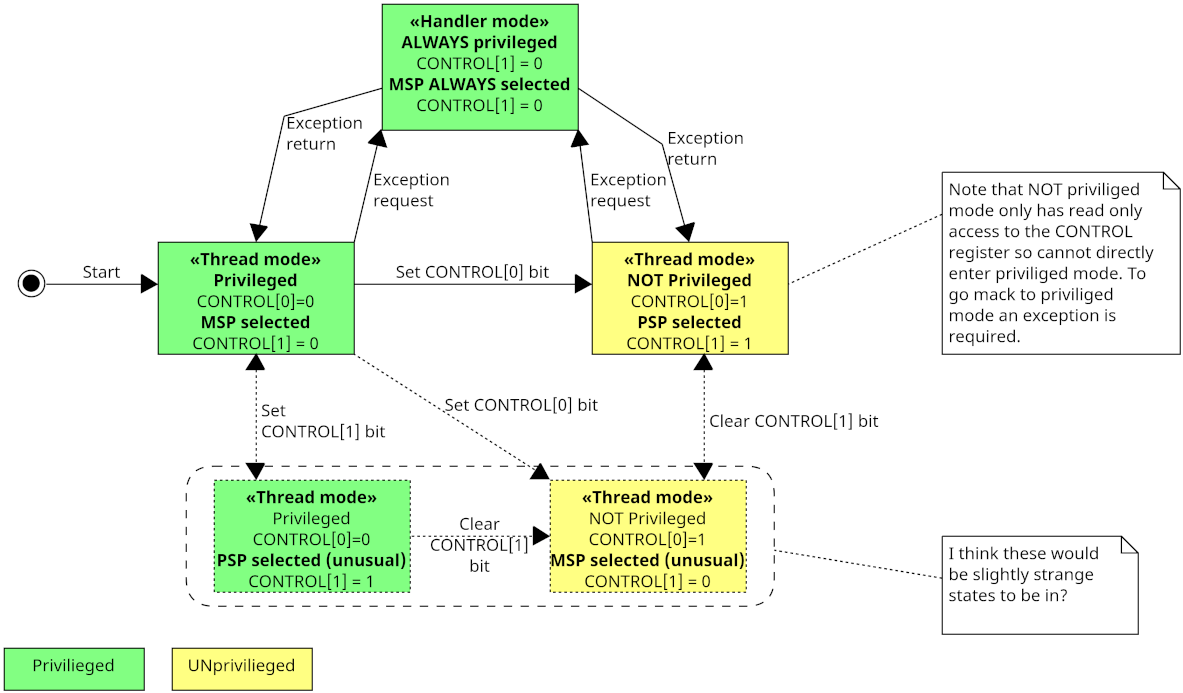 «Handler mode»
ALWAYS privileged
CONTROL[1] = 0
MSP ALWAYS selected
CONTROL[1] = 0
Exception
return
Exception
request
Exception
request
Exception
return
Start
«Thread mode»
Privileged
CONTROL[0]=0
MSP selected
CONTROL[1] = 0
Set CONTROL[0] bit
«Thread mode»
NOT Privileged
CONTROL[0]=1
PSP selected
CONTROL[1] = 1
Note that NOT priviliged
mode only has read only
access to the CONTROL
register so cannot directly
enter priviliged mode. To
go mack to priviliged
mode an exception is
required.
Set
CONTROL[1] bit
Set CONTROL[0] bit
Clear CONTROL[1] bit
«Thread mode»
Privileged
CONTROL[0]=0
PSP selected (unusual)
CONTROL[1] = 1
Clear
CONTROL[1]
bit
«Thread mode»
NOT Privileged
CONTROL[0]=1
MSP selected (unusual)
CONTROL[1] = 0
I think these would
be slightly strange
states to be in?
Privilieged
UNprivilieged